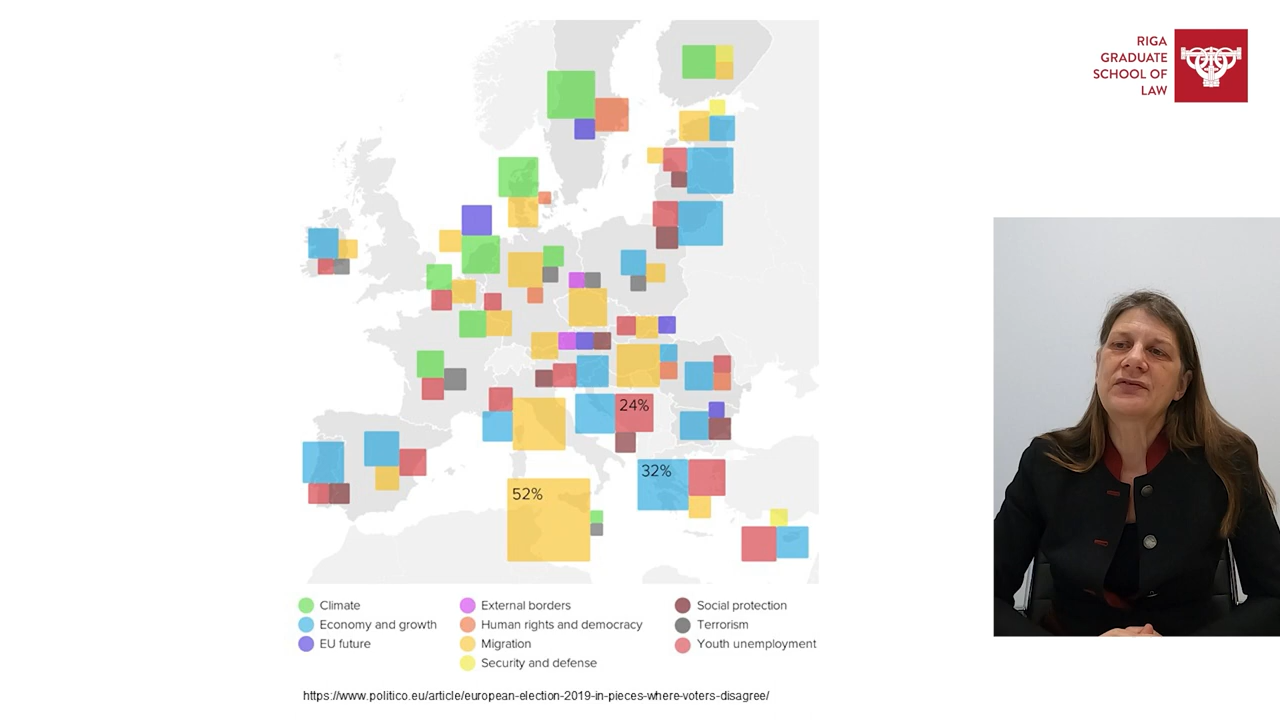 RIGA
GRADUATE
SCHOOL OF
LAW
24%
32%
52%
Climate
Economy and growth
EU future
External borders
Human rights and democracy
Migration
Security and defense
Social protection
Terrorism
Youth unemployment
https://www.politico.eu/article/european-election-2019-in-pieces-where-voters-disagree/